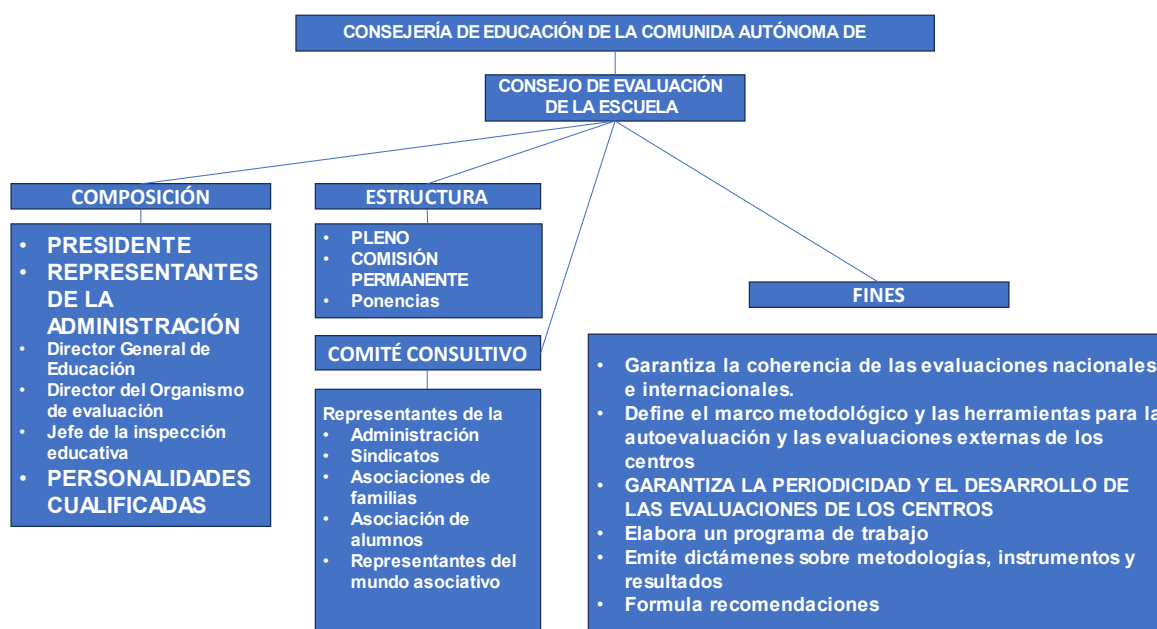 CONSEJERÍA DE EDUCACIÓN DE LA COMUNIDA AUTÓNOMA DE
CONSEJO DE EVALUACIÓN
DE LA ESCUELA
COMPOSICIÓN
• PRESIDENTE
• REPRESENTANTES
DE LA
ADMINISTRACIÓN
• Director General de
Educación
• Director del Organismo
de evaluación
• Jefe de la inspección
educativa
• PERSONALIDADES
CUALIFICADAS
ESTRUCTURA
• PLENO
• COMISIÓN
PERMANENTE
• Ponencias
COMITÉ CONSULTIVO
Representantes de la
• Administración
• Sindicatos
• Asociaciones de
familias
• Asociación de
alumnos
• Representantes del
mundo asociativo
FINES
• Garantiza la coherencia de las evaluaciones nacionales
e internacionales.
• Define el marco metodológico y las herramientas para la
autoevaluación y las evaluaciones externas de los
centros
• GARANTIZA LA PERIODICIDAD Y EL DESARROLLO DE
LAS EVALUACIONES DE LOS CENTROS
• Elabora un programa de trabajo
• Emite dictámenes sobre metodologías, instrumentos y
resultados
• Formula recomendaciones